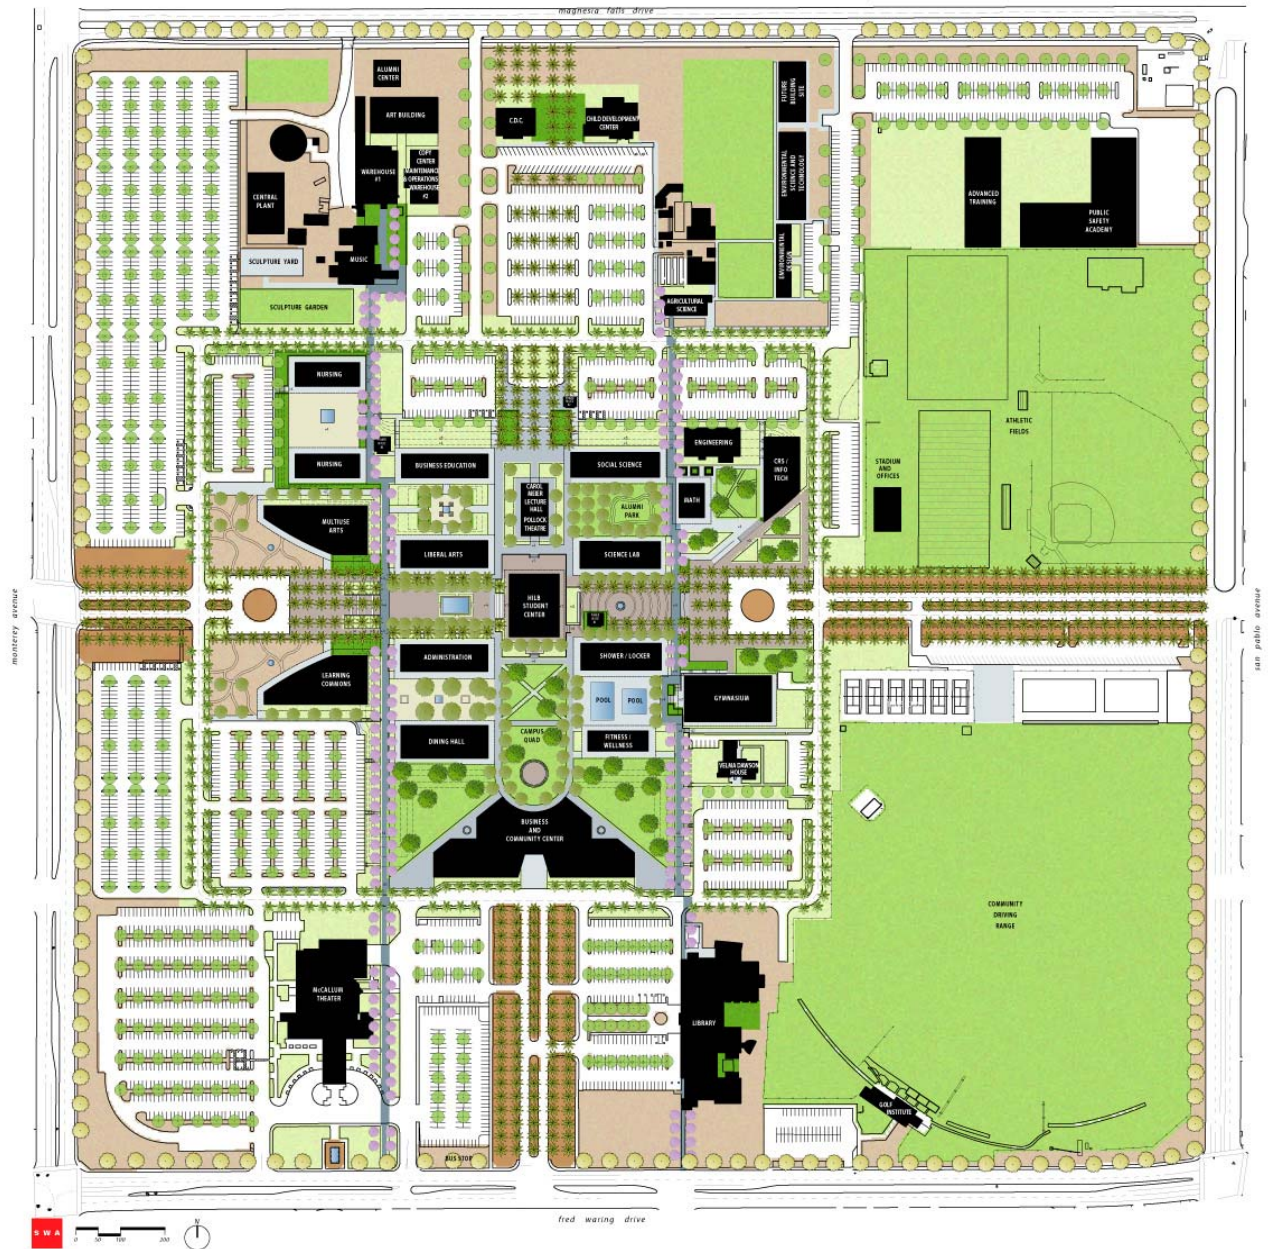 magnesia falls drive
ALUMNI
CENTER
ART BUILDING
C.D.C.
CHILD DEVELOPMENT
CENTER
FUTURE
BUILDING
SITE
COPY
CENTER
MAINTENANCE
& OPERATIONS
WAREHOUSE
#2
WAREHOUSE
#1
ENVIRONMENTAL
SCIENCE AND
TECHNOLOGY
CENTRAL
PLANT
ADVANCED
TRAINING
PUBLIC
SAFETY
ACADEMY
SCULPTURE YARD
MUSIC
ENVIRONMENTAL
DESIGN
SCULPTURE GARDEN
AGRICULTURAL
SCIENCE
NURSING
ATHLETIC
FIELDS
ENGINEERING
NURSING
BUSINESS EDUCATION
SOCIAL SCIENCE
CRS /
INFO
TECH
STADIUM
AND
OFFICES
CAROL
MEIER
LECTURE
HALL
POLLOCK
THEATRE
MATH
ALUMNI
PARK
MULTIUSE
ARTS
LIBERAL ARTS
SCIENCE LAB
HILB
STUDENT
CENTER
monterey avenue
san pablo avenue
ADMINISTRATION
SHOWER / LOCKER
LEARNING
COMMONS
POOL
POOL
GYMNASIUM
DINING HALL
CAMPUS
QUAD
FITNESS /
WELLNESS
VELMA DAWSON
HOUSE
BUSINESS
AND
COMMUNITY CENTER
COMMUNITY
DRIVING
RANGE
McCALLUM
THEATER
LIBRARY
GOLF
INSTITUTE
BUS STOP
fred waring drive
SWA
0 50 100 200
N